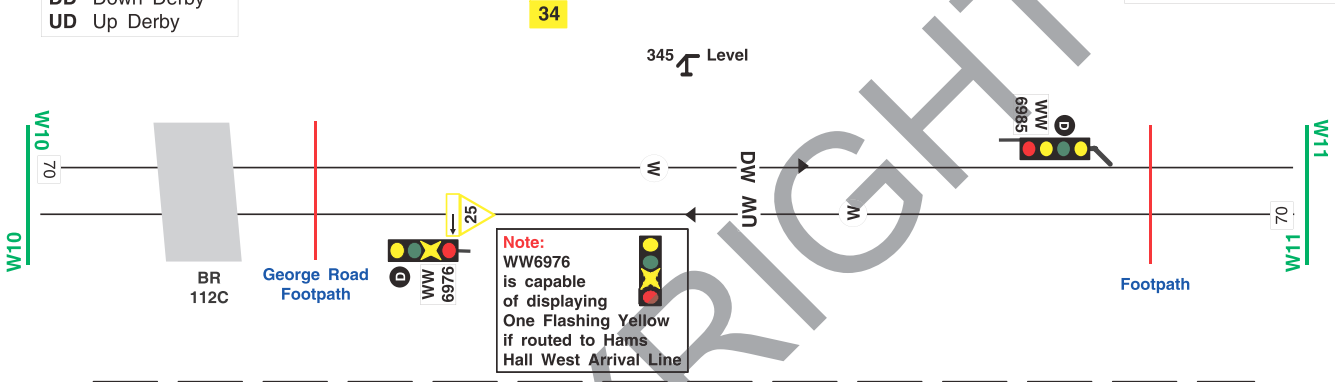 DD Down Derby
UD Up Derby
34
345 Level
W10
W10
70
W
DW
UW
W
WW
6985
D
W11
W11
70
25
D
WW
6976
BR
112C
George Road
Footpath
Note:
WW6976
is capable
of displaying
One Flashing Yellow
if routed to Hams
Hall West Arrival Line
Footpath